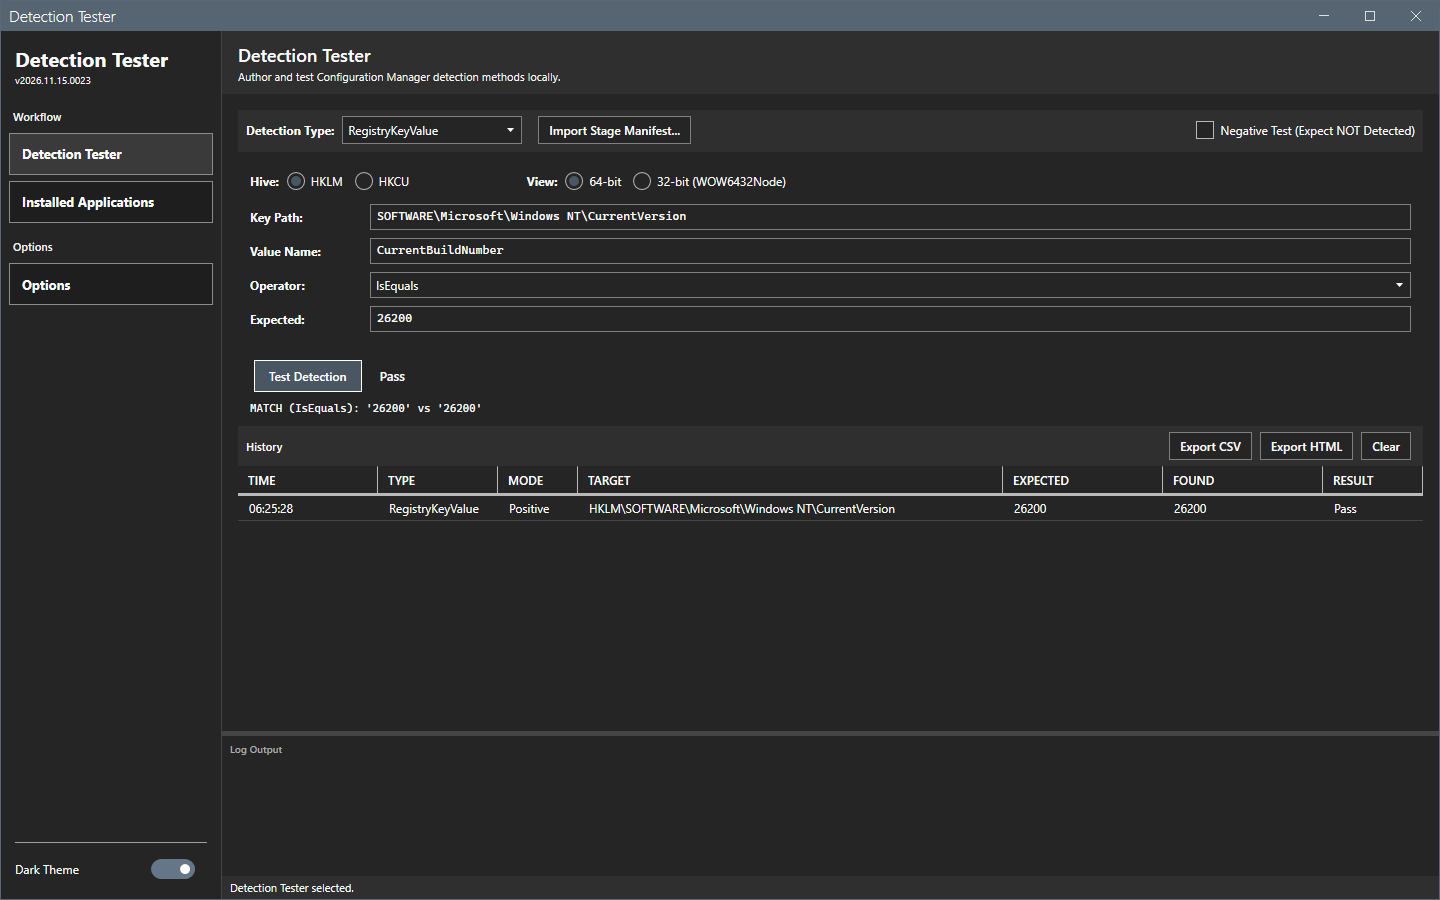 Detection Tester
Detection Tester
v2026.11.15.0023
Workflow
Detection Tester
Installed Applications
Options
Options
Dark Theme
Detection Tester
Author and test Configuration Manager detection methods locally.
Detection Type: RegistryKeyValue Import Stage Manifest... Negative Test (Expect NOT Detected)
Hive: HKLM HKCU View: 64-bit 32-bit (WOW6432Node)
Key Path: SOFTWARE\Microsoft\Windows NT\CurrentVersion
Value Name: CurrentBuildNumber
Operator: IsEquals
Expected: 26200
Test Detection Pass
MATCH (IsEquals): '26200' vs '26200'
History Export CSV Export HTML Clear
TIME TYPE MODE TARGET EXPECTED FOUND RESULT
06:25:28 RegistryKeyValue Positive HKLM\SOFTWARE\Microsoft\Windows NT\CurrentVersion 26200 26200 Pass
Log Output
Detection Tester selected.